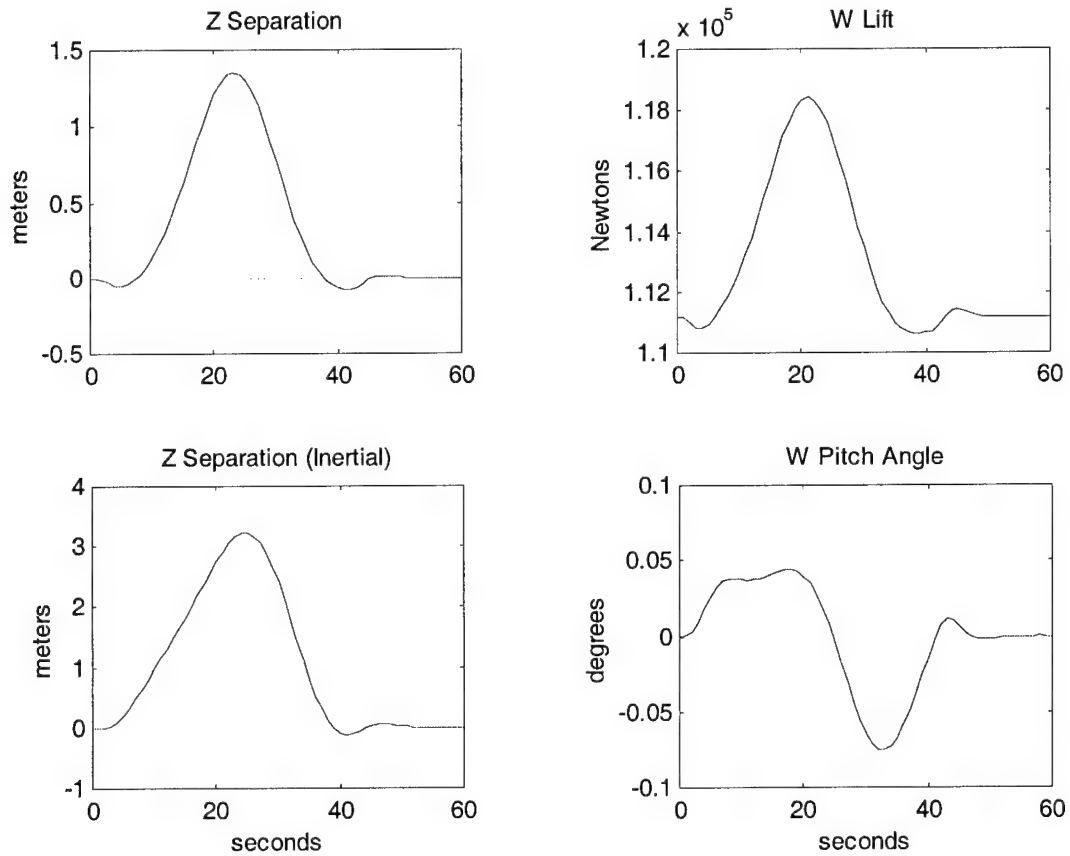 Z Separation
1.5
1
0.5
0
-0.5
meters
0 20 40 60
W Lift
x 10^5
1.2
1.18
1.16
1.14
1.12
1.1
Newtons
0 20 40 60
Z Separation (Inertial)
4
3
2
1
0
-1
meters
0 20 40 60
seconds
W Pitch Angle
0.1
0.05
0
-0.05
-0.1
degrees
0 20 40 60
seconds